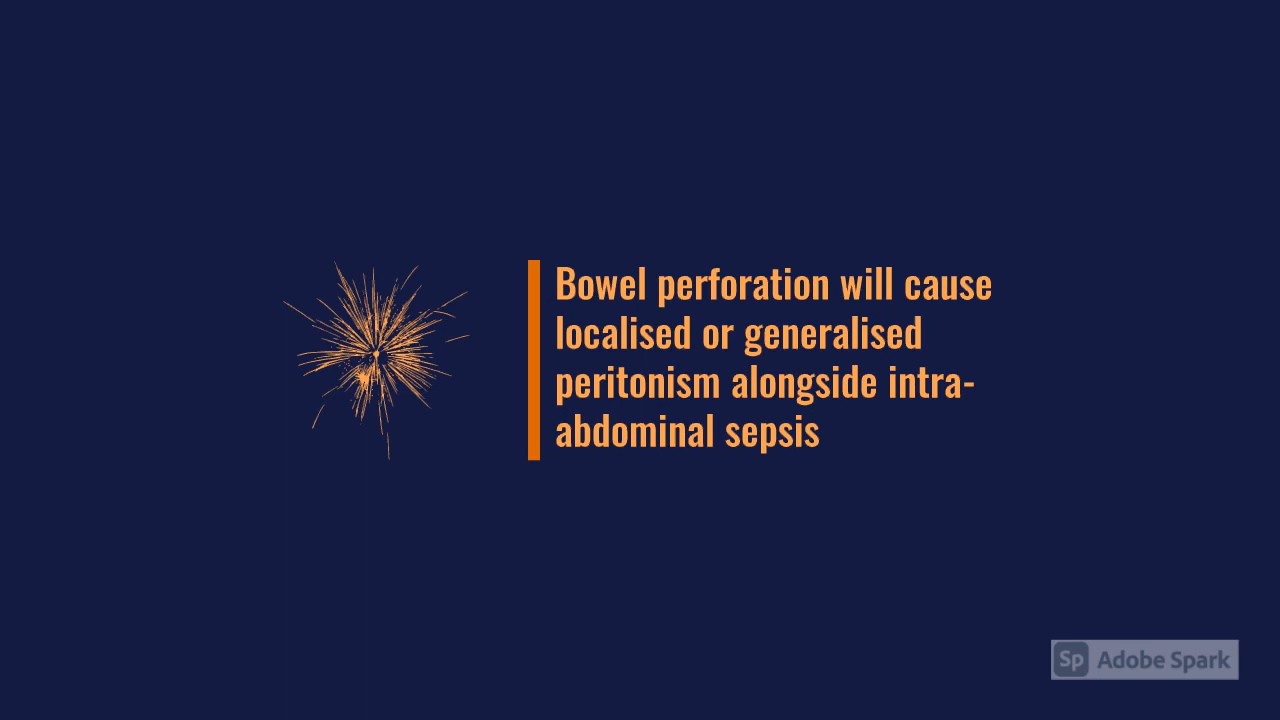 Bowel perforation will cause
localised or generalised
peritonism alongside intra-
abdominal sepsis
Sp Adobe Spark